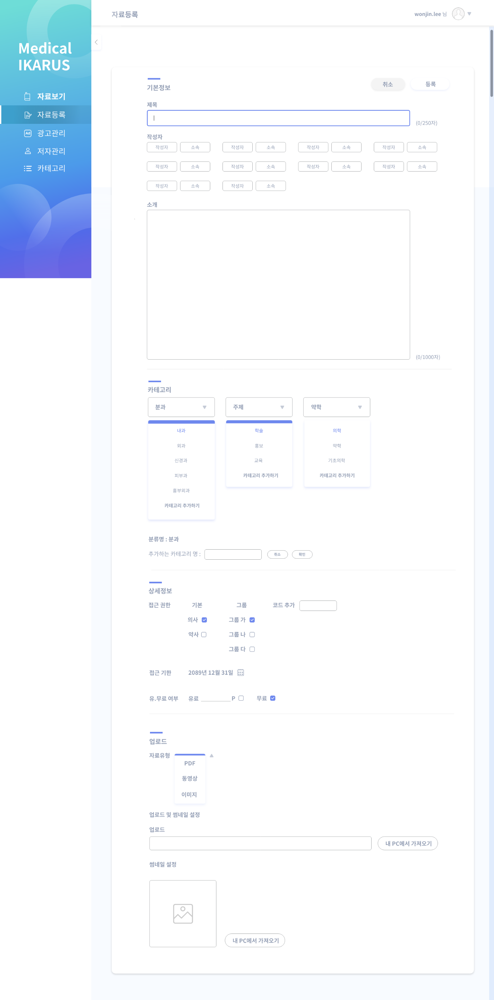 자료등록
wonjin.lee 님
Medical
IKARUS
자료보기
자료등록
Ad 광고관리
저자관리
카테고리
기본정보
취소 등록
제목
(0/250자)
작성자
작성자 소속 작성자 소속 작성자 소속 작성자 소속
작성자 소속 작성자 소속 작성자 소속 작성자 소속
작성자 소속 작성자 소속
소개
(0/1000자)
카테고리
분과 주제 약학
내과 학술 의학
외과 홍보 약학
신경과 교육 기초의학
피부과 카테고리 추가하기 카테고리 추가하기
흉부외과
카테고리 추가하기
분류명 : 분과
추가하는 카테고리 명 : 취소 확인
상세정보
접근 권한 기본 그룹 코드 추가
의사 그룹 가
약사 그룹 나
그룹 다
접근 기한 2089년 12월 31일
유.무료 여부 유료 __________ P 무료
업로드
자료유형
PDF
동영상
이미지
업로드 및 썸네일 설정
업로드
내 PC에서 가져오기
썸네일 설정
내 PC에서 가져오기